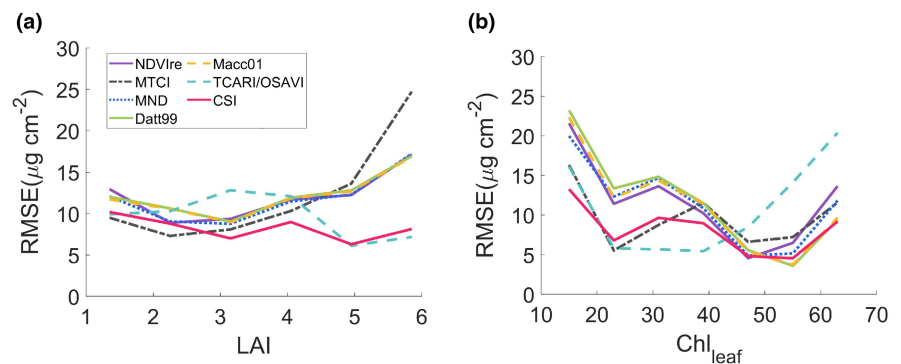 (a)
RMSE(μg cm⁻²)
30
25
20
15
10
5
0
NDVIre
MTCI
MND
Datt99
Macc01
TCARI/OSAVI
CSI
1 2 3 4 5 6
LAI
(b)
RMSE(μg cm⁻²)
30
25
20
15
10
5
0
10 20 30 40 50 60 70
Chl_leaf